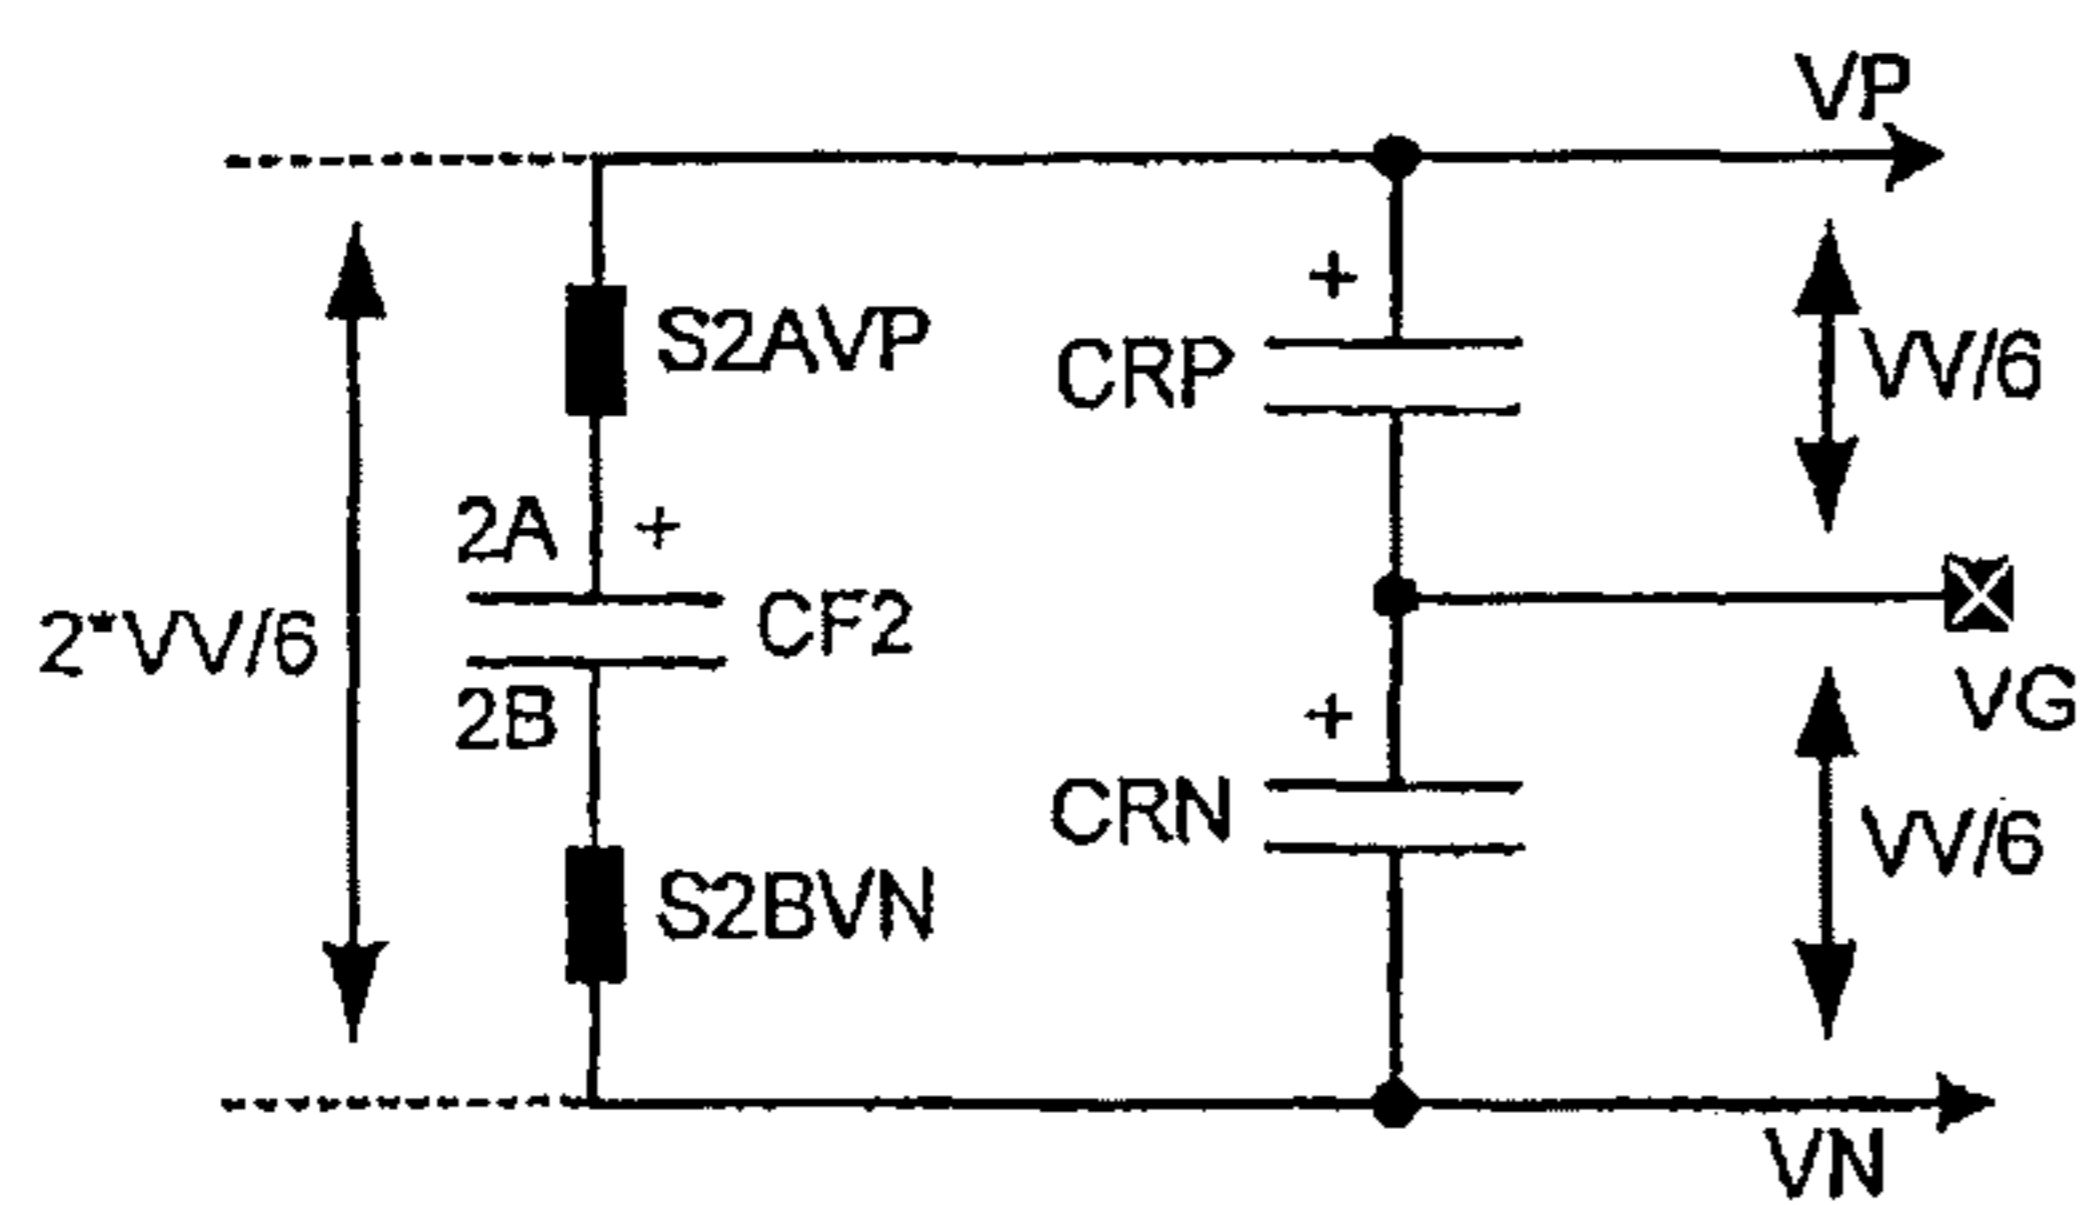 VP
S2AVP
+
CRP
VV/6
2A
+
2*VV/6
CF2
VG
2B
+
CRN
VV/6
S2BVN
VN